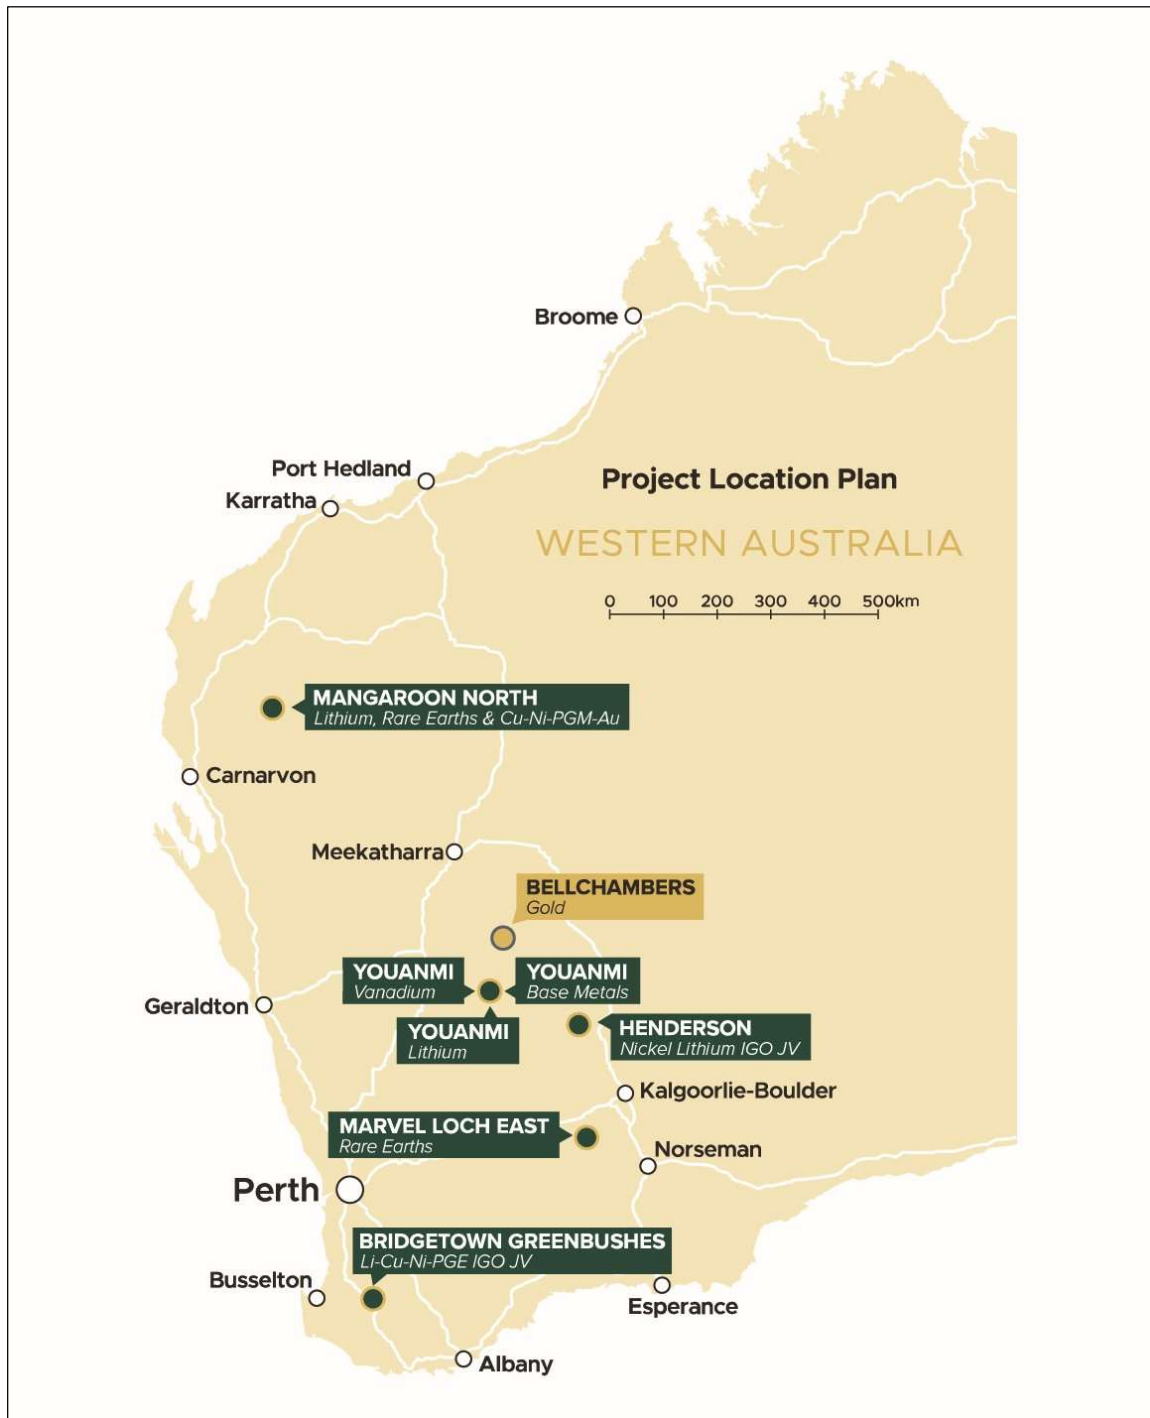 Broome
Port Hedland
Karratha
Project Location Plan
WESTERN AUSTRALIA
0 100 200 300 400 500km
MANGAROON NORTH
Lithium, Rare Earths & Cu-Ni-PGM-Au
Carnarvon
Meekatharra
BELLCHAMBERS
Gold
YOUANMI
Vanadium
YOUANMI
Base Metals
Geraldton
YOUANMI
Lithium
HENDERSON
Nickel Lithium IGO JV
Kalgoorlie-Boulder
MARVEL LOCH EAST
Rare Earths
Norseman
Perth
BRIDGETOWN GREENBUSHES
Li-Cu-Ni-PGE IGO JV
Busselton
Esperance
Albany